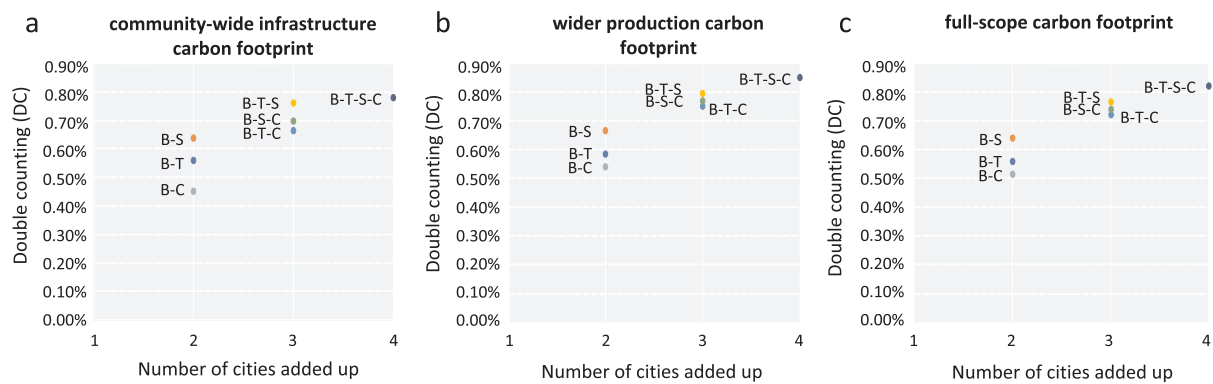 a
community-wide infrastructure
carbon footprint
Double counting (DC)
0.90%
0.80%
0.70%
0.60%
0.50%
0.40%
0.30%
0.20%
0.10%
0.00%
B-S
B-T
B-C
B-T-S
B-S-C
B-T-C
B-T-S-C
1 2 3 4
Number of cities added up
b
wider production carbon
footprint
Double counting (DC)
0.90%
0.80%
0.70%
0.60%
0.50%
0.40%
0.30%
0.20%
0.10%
0.00%
B-S
B-T
B-C
B-T-S
B-S-C
B-T-C
B-T-S-C
1 2 3 4
Number of cities added up
c
full-scope carbon footprint
Double counting (DC)
0.90%
0.80%
0.70%
0.60%
0.50%
0.40%
0.30%
0.20%
0.10%
0.00%
B-S
B-T
B-C
B-T-S
B-S-C
B-T-C
B-T-S-C
1 2 3 4
Number of cities added up